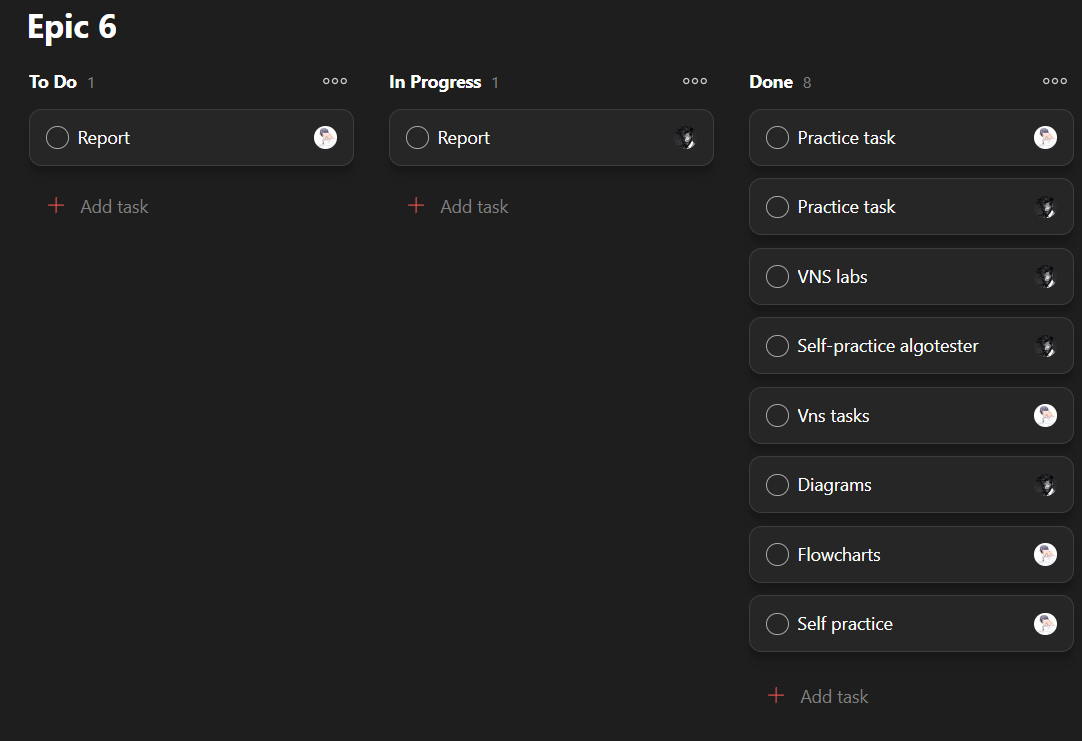 Epic 6
To Do 1
Report
Add task
In Progress 1
Report
Add task
Done 8
Practice task
Practice task
VNS labs
Self-practice algotester
Vns tasks
Diagrams
Flowcharts
Self practice
Add task